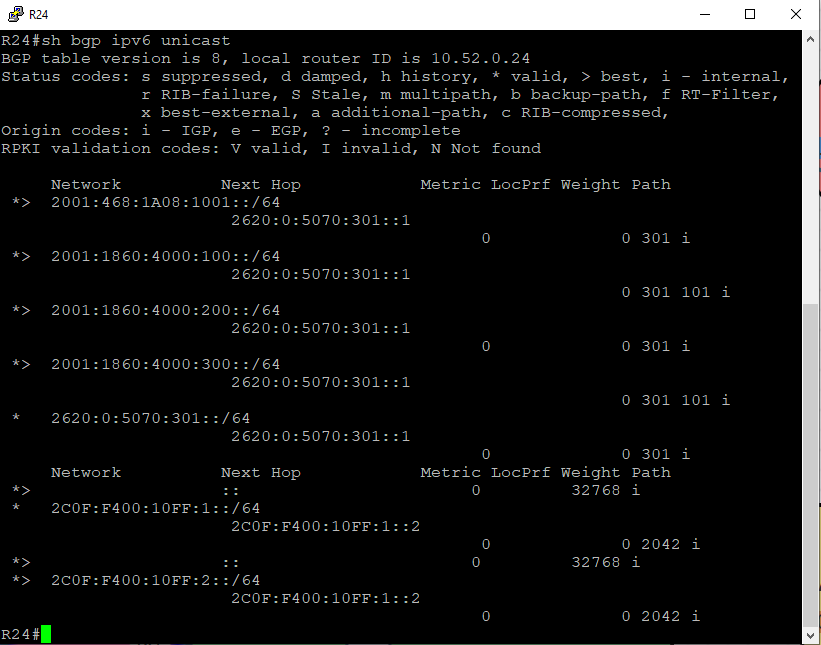 R24
R24#sh bgp ipv6 unicast
BGP table version is 8, local router ID is 10.52.0.24
Status codes: s suppressed, d damped, h history, * valid, > best, i - internal,
              r RIB-failure, S Stale, m multipath, b backup-path, f RT-Filter,
              x best-external, a additional-path, c RIB-compressed,
Origin codes: i - IGP, e - EGP, ? - incomplete
RPKI validation codes: V valid, I invalid, N Not found
     Network          Next Hop            Metric LocPrf Weight Path
 *>  2001:468:1A08:1001::/64
                       2620:0:5070:301::1
                                                0             0 301 i
 *>  2001:1860:4000:100::/64
                       2620:0:5070:301::1
                                                              0 301 101 i
 *>  2001:1860:4000:200::/64
                       2620:0:5070:301::1
                                                0             0 301 i
 *>  2001:1860:4000:300::/64
                       2620:0:5070:301::1
                                                              0 301 101 i
 *   2620:0:5070:301::/64
                       2620:0:5070:301::1
                                                0             0 301 i
     Network          Next Hop            Metric LocPrf Weight Path
 *>                   ::                       0         32768 i
 *   2C0F:F400:10FF:1::/64
                       2C0F:F400:10FF:1::2
                                                0             0 2042 i
 *>                   ::                       0         32768 i
 *>  2C0F:F400:10FF:2::/64
                       2C0F:F400:10FF:1::2
                                                0             0 2042 i
R24#